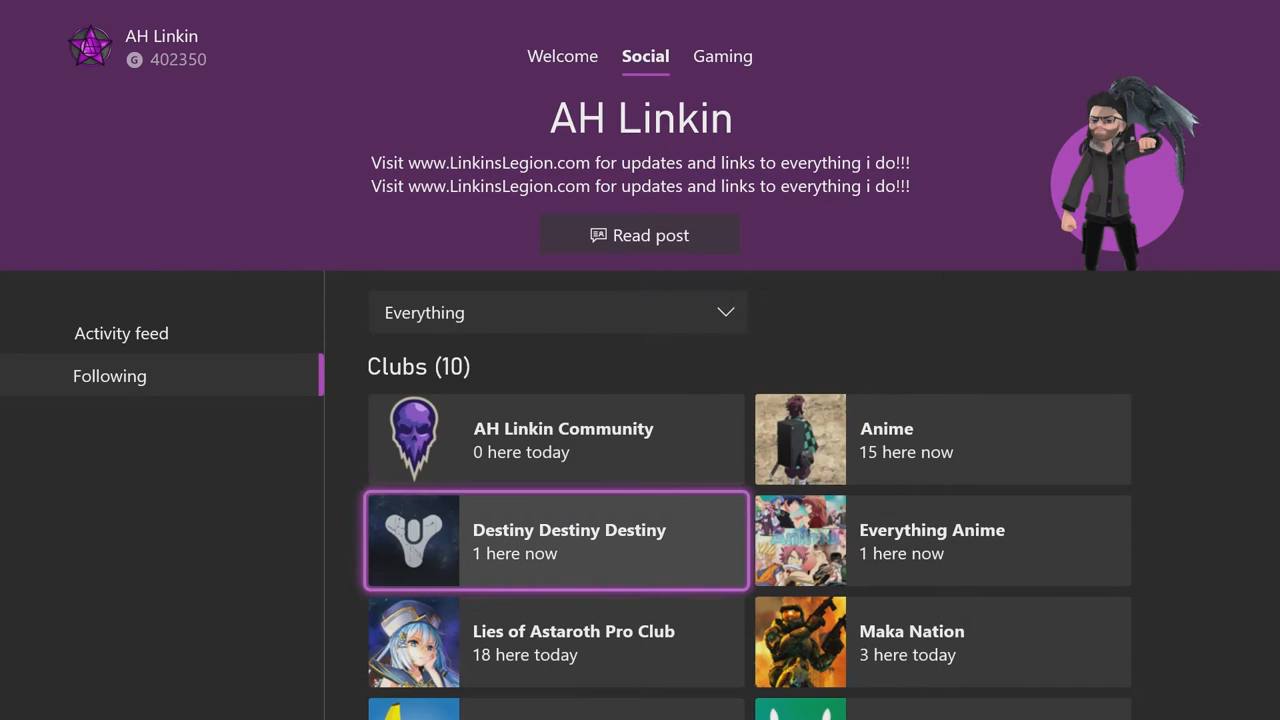 AH Linkin
G 402350
Welcome Social Gaming
AH Linkin
Visit www.LinkinsLegion.com for updates and links to everything i do!!!
Visit www.LinkinsLegion.com for updates and links to everything i do!!!
Read post
Activity feed
Following
Everything
Clubs (10)
AH Linkin Community
0 here today
Anime
15 here now
Destiny Destiny Destiny
1 here now
Everything Anime
1 here now
Lies of Astaroth Pro Club
18 here today
Maka Nation
3 here today